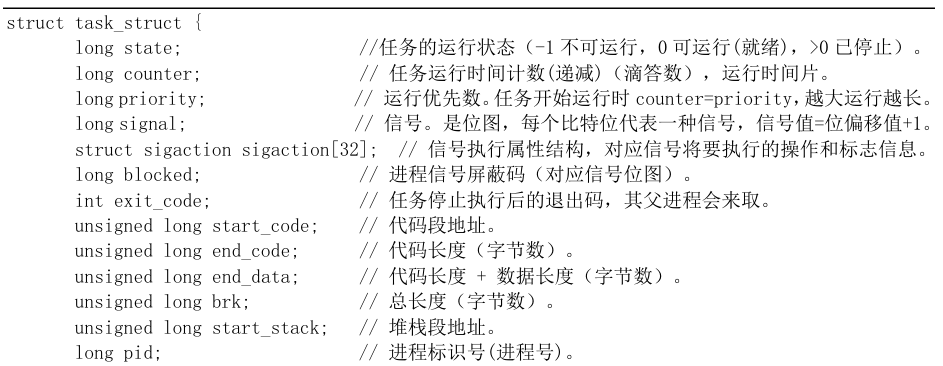 struct task_struct {
long state; //任务的运行状态（-1 不可运行，0 可运行(就绪)，>0 已停止）。
long counter; // 任务运行时间计数(递减)（滴答数），运行时间片。
long priority; // 运行优先数。任务开始运行时 counter=priority，越大运行越长。
long signal; // 信号。是位图，每个比特位代表一种信号，信号值=位偏移值+1。
struct sigaction sigaction[32]; // 信号执行属性结构，对应信号将要执行的操作和标志信息。
long blocked; // 进程信号屏蔽码（对应信号位图）。
int exit_code; // 任务停止执行后的退出码，其父进程会来取。
unsigned long start_code; // 代码段地址。
unsigned long end_code; // 代码长度（字节数）。
unsigned long end_data; // 代码长度 + 数据长度（字节数）。
unsigned long brk; // 总长度（字节数）。
unsigned long start_stack; // 堆栈段地址。
long pid; // 进程标识号(进程号)。